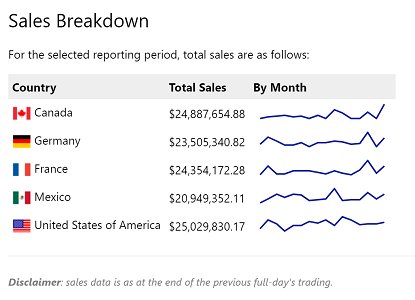 Sales Breakdown
For the selected reporting period, total sales are as follows:
Country Total Sales By Month
Canada $24,887,654.88
Germany $23,505,340.82
France $24,354,172.28
Mexico $20,949,352.11
United States of America $25,029,830.17
Disclaimer: sales data is as at the end of the previous full-day's trading.